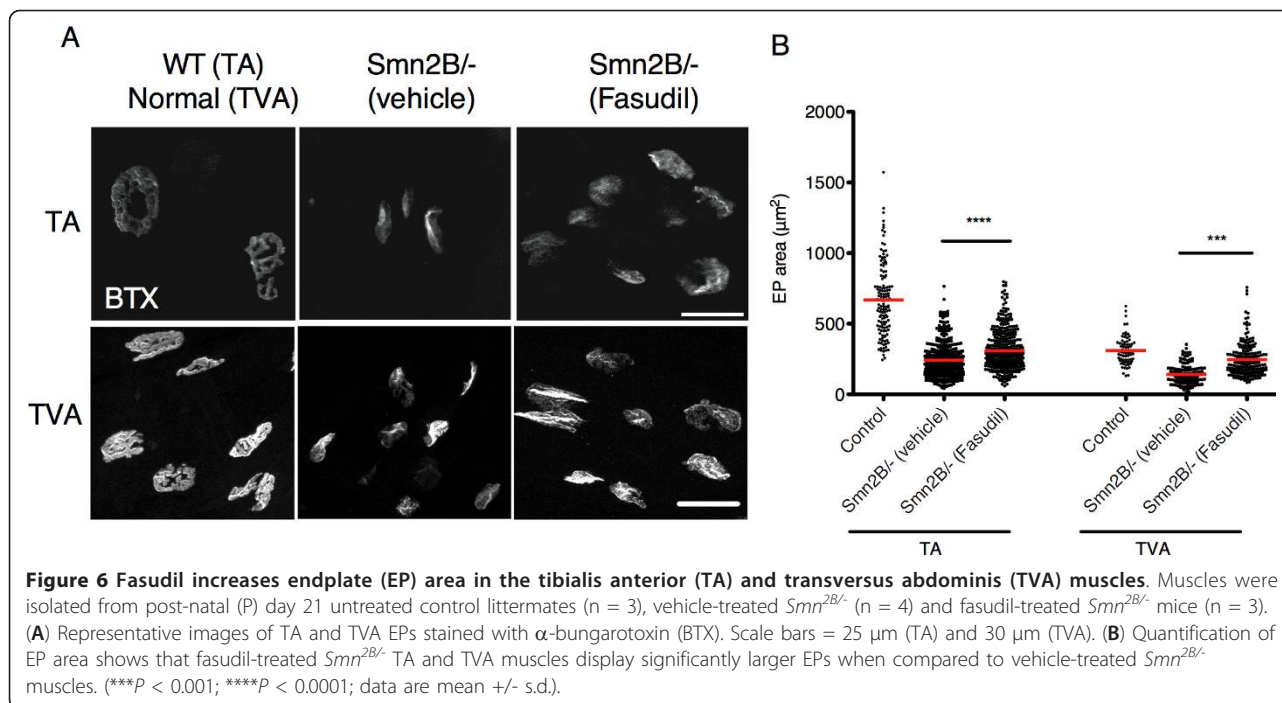 A
WT (TA)
Normal (TVA)
Smn2B/-
(vehicle)
Smn2B/-
(Fasudil)
TA
BTX
TVA
B
2000
1500
1000
500
0
EP area (µm²)
****
***
Control
Smn2B/- (vehicle)
Smn2B/- (Fasudil)
Control
Smn2B/- (vehicle)
Smn2B/- (Fasudil)
TA
TVA
Figure 6 Fasudil increases endplate (EP) area in the tibialis anterior (TA) and transversus abdominis (TVA) muscles. Muscles were
isolated from post-natal (P) day 21 untreated control littermates (n = 3), vehicle-treated Smn2B/- (n = 4) and fasudil-treated Smn2B/- mice (n = 3).
(A) Representative images of TA and TVA EPs stained with α-bungarotoxin (BTX). Scale bars = 25 μm (TA) and 30 μm (TVA). (B) Quantification of
EP area shows that fasudil-treated Smn2B/- TA and TVA muscles display significantly larger EPs when compared to vehicle-treated Smn2B/-
muscles. (***P < 0.001; ****P < 0.0001; data are mean +/- s.d.).